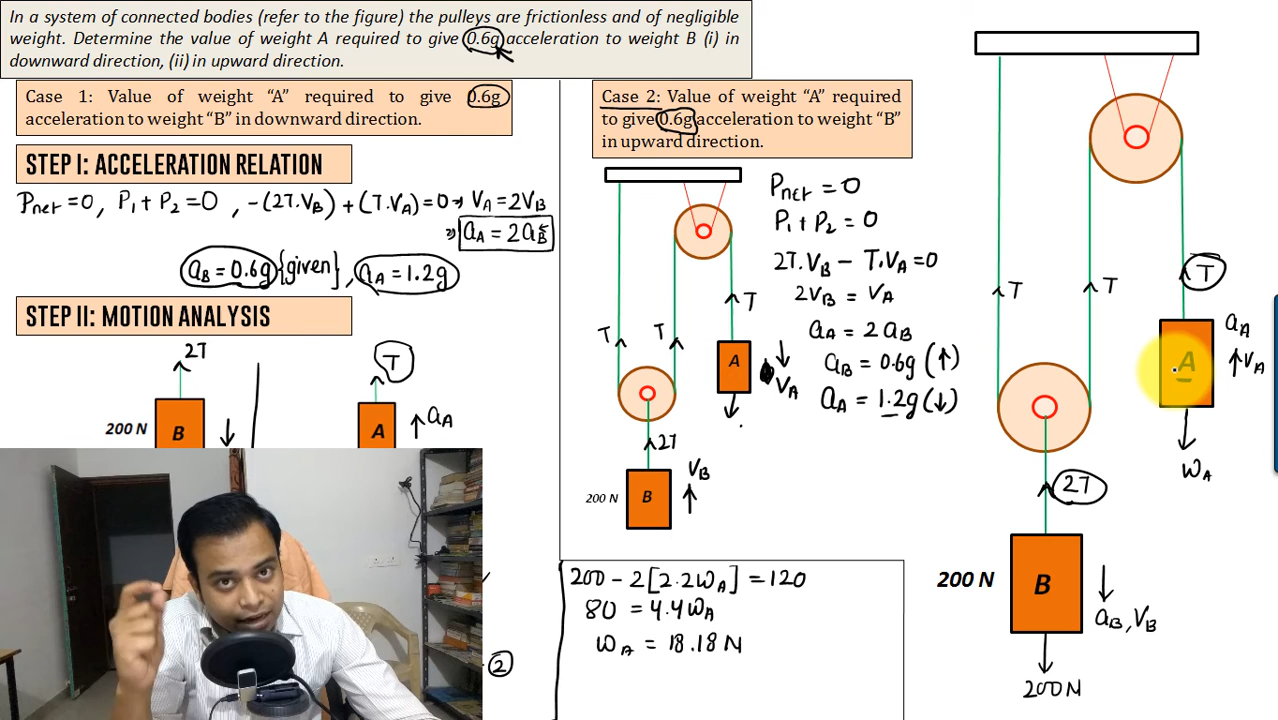 In a system of connected bodies (refer to the figure) the pulleys are frictionless and of negligible
weight. Determine the value of weight A required to give 0.6g acceleration to weight B (i) in
downward direction, (ii) in upward direction.
Case 1: Value of weight “A” required to give 0.6g
acceleration to weight “B” in downward direction.
STEP I: ACCELERATION RELATION
Pnet = 0, P1 + P2 = 0, -(2T.VB) + (T.VA) = 0 → VA = 2VB
⇒ aA = 2aB
aB = 0.6g {given}, aA = 1.2g
STEP II: MOTION ANALYSIS
2T
200 N
B
T
A
aA
2
Case 2: Value of weight “A” required
to give 0.6g acceleration to weight “B”
in upward direction.
Pnet = 0
P1 + P2 = 0
2T.VB - T.VA = 0
2VB = VA
aA = 2aB
aB = 0.6g (↑)
aA = 1.2g (↓)
T
T
T
A
VA
2T
VB
200 N
B
200 - 2[2.2WA] = 120
80 = 4.4WA
WA = 18.18 N
T
T
T
A
aA
VA
WA
2T
200 N
B
aB, VB
200N